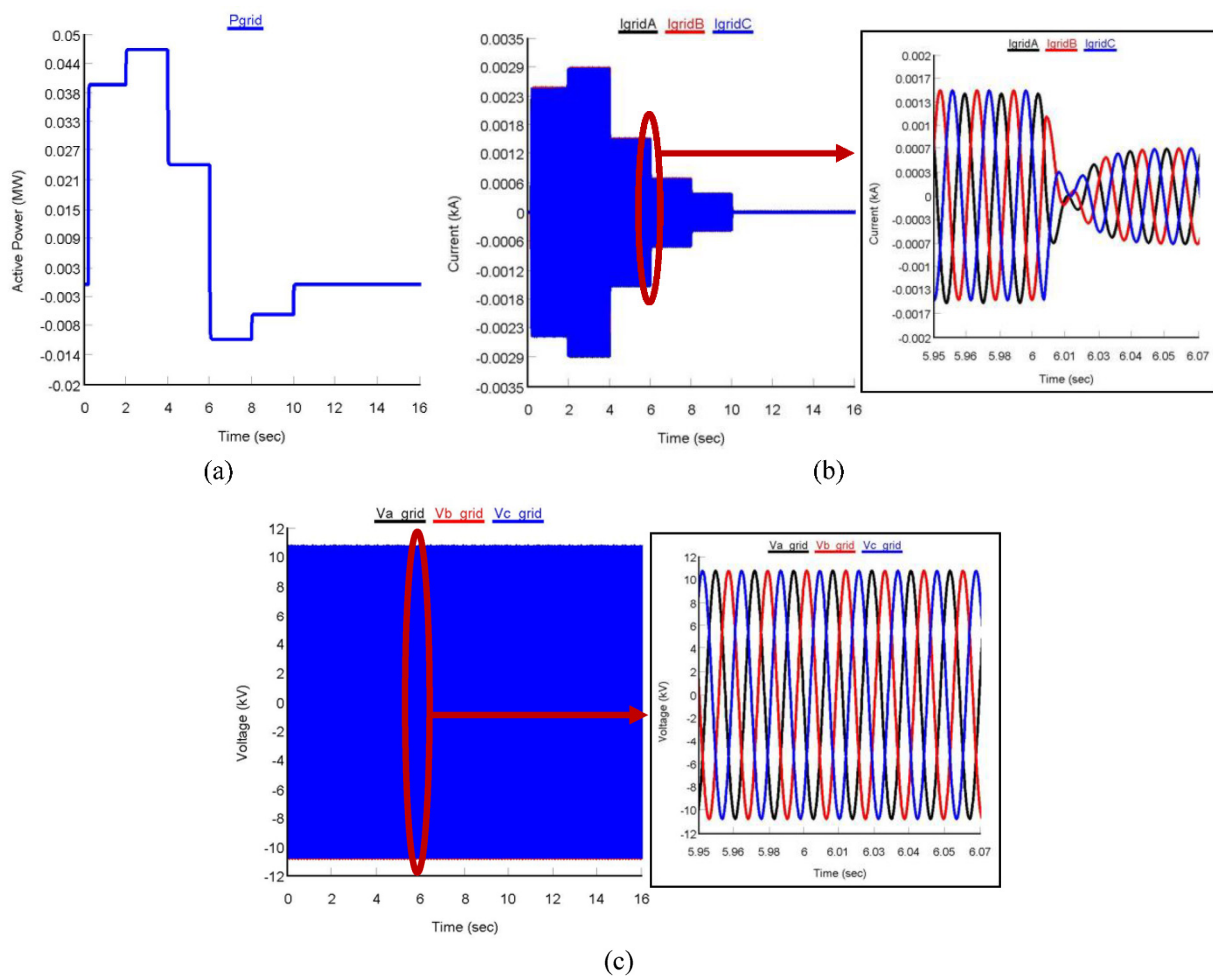 Pgrid
0.05
0.044
0.038
0.033
0.027
0.021
0.015
0.009
0.003
-0.003
-0.008
-0.014
-0.02
Active Power (MW)
0 2 4 6 8 10 12 14 16
Time (sec)
(a)
IgridA IgridB IgridC
0.0035
0.0029
0.0023
0.0018
0.0012
0.0006
0
-0.0006
-0.0012
-0.0018
-0.0023
-0.0029
-0.0035
Current (kA)
0 2 4 6 8 10 12 14 16
Time (sec)
IgridA IgridB IgridC
0.002
0.0017
0.0013
0.001
0.0007
0.0003
0
-0.0003
-0.0007
-0.001
-0.0013
-0.0017
-0.002
Current (kA)
5.95 5.96 5.98 6 6.01 6.03 6.04 6.05 6.07
Time (sec)
(b)
Va_grid Vb_grid Vc_grid
12
10
8
6
4
2
0
-2
-4
-6
-8
-10
-12
Voltage (kV)
0 2 4 6 8 10 12 14 16
Time (sec)
Va_grid Vb_grid Vc_grid
12
10
8
6
4
2
0
-2
-4
-6
-8
-10
-12
Voltage (kV)
5.95 5.96 5.98 6 6.03 6.04 6.05 6.07
Time (sec)
(c)